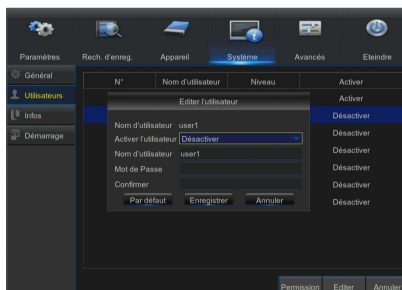 Paramètres Rech. d'enreg. Appareil Système Avancés Eteindre
Général
Utilisateurs
Infos
Démarrage
N° Nom d'utilisateur Niveau Activer
Activer
Désactiver
Désactiver
Désactiver
Désactiver
Désactiver
Désactiver
Editer l'utilisateur
Nom d'utilisateur user1
Activer l'utilisateur Désactiver
Nom d'utilisateur user1
Mot de Passe
Confirmer
Par défaut Enregistrer Annuler
Permission Editer Annuler